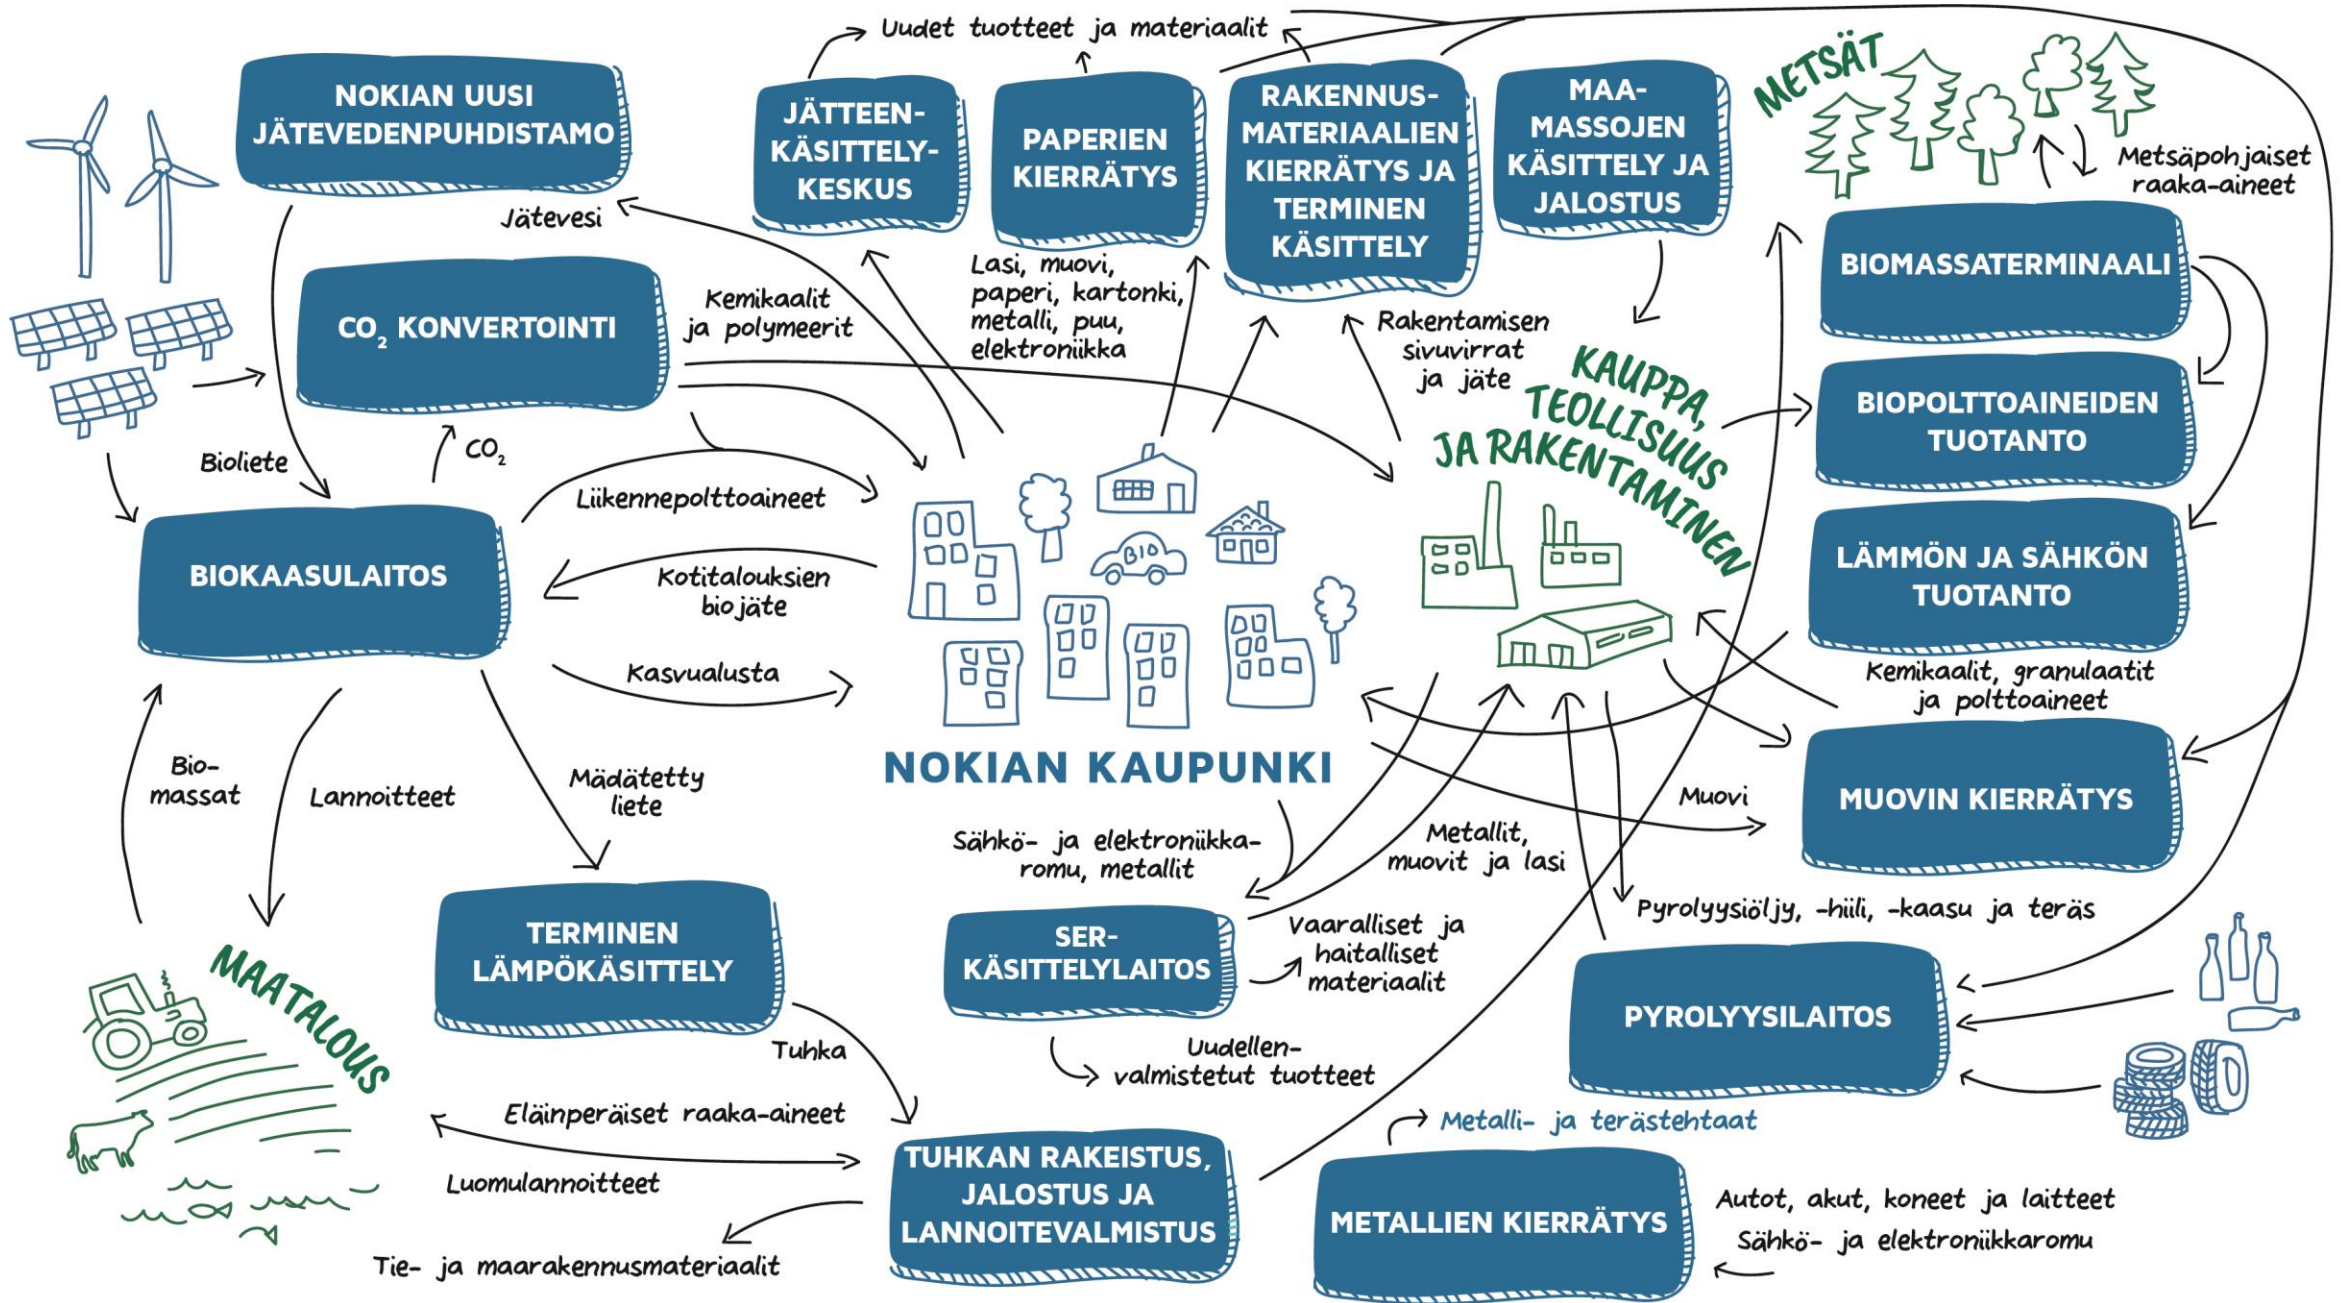 Uudet tuotteet ja materiaalit
NOKIAN UUSI
JÄTEVEDENPUHDISTAMO
JÄTTEEN-
KÄSITTELY-
KESKUS
PAPERIEN
KIERRÄTYS
RAKENNUS-
MATERIAALIEN
KIERRÄTYS JA
TERMINEN
KÄSITTELY
MAA-
MASSOJEN
KÄSITTELY JA
JALOSTUS
METSÄT
Metsäpohjaiset
raaka-aineet
Jätevesi
BIOMASSATERMINAALI
CO₂ KONVERTOINTI
Kemikaalit
ja polymeerit
Lasi, muovi,
paperi, kartonki,
metalli, puu,
elektroniikka
Rakentamisen
sivuvirrat
ja jäte
KAUPPA,
TEOLLISUUS
JA RAKENTAMINEN
BIOPOLTTOAINEIDEN
TUOTANTO
Bioliete
CO₂
Liikennepolttoaineet
BIO
BIOKAASULAITOS
Kotitalouksien
biojäte
LÄMMÖN JA SÄHKÖN
TUOTANTO
Kasvualusta
Kemikaalit, granulaatit
ja polttoaineet
NOKIAN KAUPUNKI
Bio-
massat
Lannoitteet
Mädätetty
liete
Muovi
MUOVIN KIERRÄTYS
Sähkö- ja elektroniikka-
romu, metallit
Metallit,
muovit ja lasi
Pyrolyysiöljy, -hiili, -kaasu ja teräs
TERMINEN
LÄMPÖKÄSITTELY
SER-
KÄSITTELYLAITOS
Vaaralliset ja
haitalliset
materiaalit
PYROLYYSILAITOS
MAATALOUS
Tuhka
Uudellen-
valmistetut tuotteet
Eläinperäiset raaka-aineet
Metalli- ja terästehtaat
Luomulannoitteet
TUHKAN RAKEISTUS,
JALOSTUS JA
LANNOITEVALMISTUS
METALLIEN KIERRÄTYS
Autot, akut, koneet ja laitteet
Sähkö- ja elektroniikkaromu
Tie- ja maarakennusmateriaalit